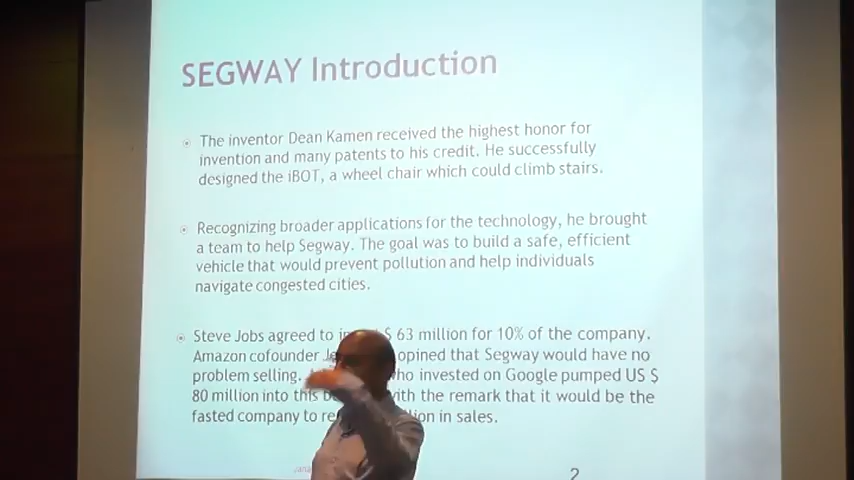 SEGWAY Introduction
The inventor Dean Kamen received the highest honor for
invention and many patents to his credit. He successfully
designed the iBOT, a wheel chair which could climb stairs.
Recognizing broader applications for the technology, he brought
a team to help Segway. The goal was to build a safe, efficient
vehicle that would prevent pollution and help individuals
navigate congested cities.
Steve Jobs agreed to $ 63 million for 10% of the company.
Amazon cofounder opined that Segway would have no
problem selling. who invested on Google pumped US $
80 million into this with the remark that it would be the
fasted company to in sales.
2